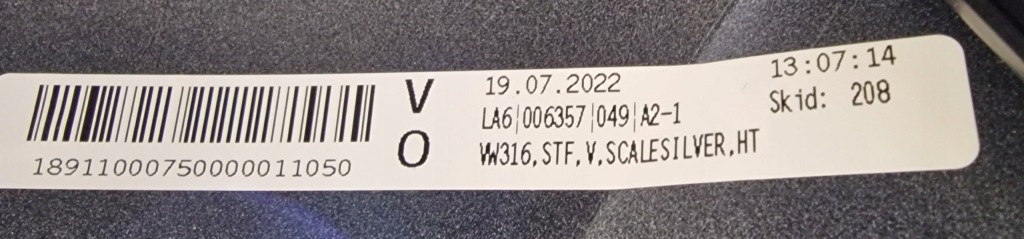 189110007500000011050
V
O
19.07.2022
LA6|006357|049|A2-1
VW316,STF,V,SCALESILVER,HT
13:07:14
Skid: 208